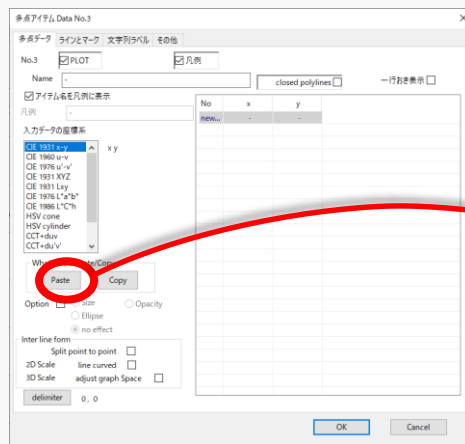 多点アイテム Data No.3
多点データ ラインとマーク 文字列ラベル その他
No.3 PLOT 凡例
Name - closed polylines 一行おき表示
アイテム名を凡例に表示
凡例 -
入力データの座標系
No x y
new... - -
CIE 1931 x-y x y
CIE 1960 u-v
CIE 1976 u'-v'
CIE 1931 XYZ
CIE 1931 Lxy
CIE 1976 L*a*b*
CIE 1986 L*C*h
HSV cone
HSV cylinder
CCT+duv
CCT+du'v'
Paste Copy
Option Size Opacity
Ellipse
no effect
Inter line form
Split point to point
2D Scale line curved
3D Scale adjust graph Space
delimiter 0 , 0
OK Cancel